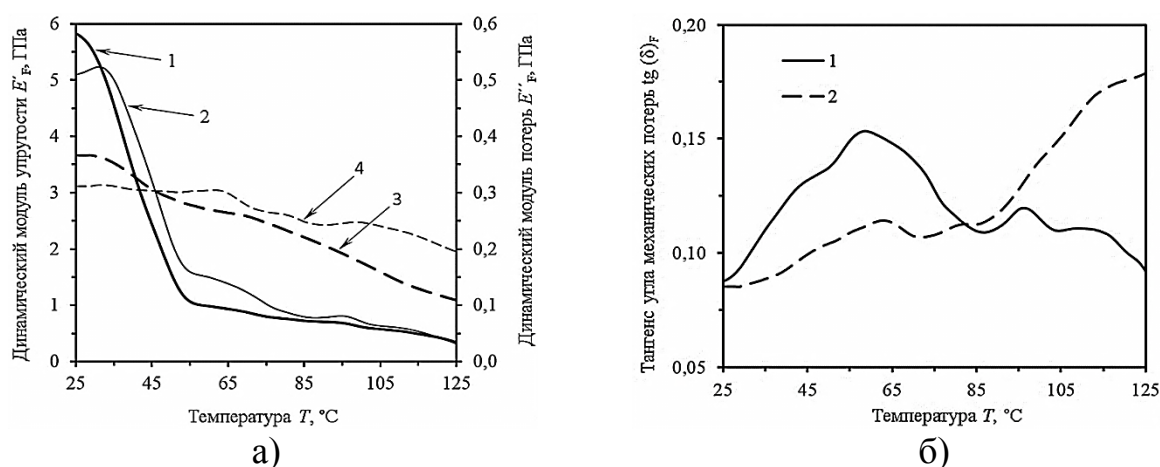 Динамический модуль упругости E′F, ГПа
6
5
4
3
2
1
0
25 45 65 85 105 125
Температура T, °C
0,6
0,5
0,4
0,3
0,2
0,1
0,0
Динамический модуль потерь E″F, ГПа
1
2
4
3
а)
Тангенс угла механических потерь tg (δ)F
0,20
0,15
0,10
0,05
25 45 65 85 105 125
Температура T, °C
1
2
б)